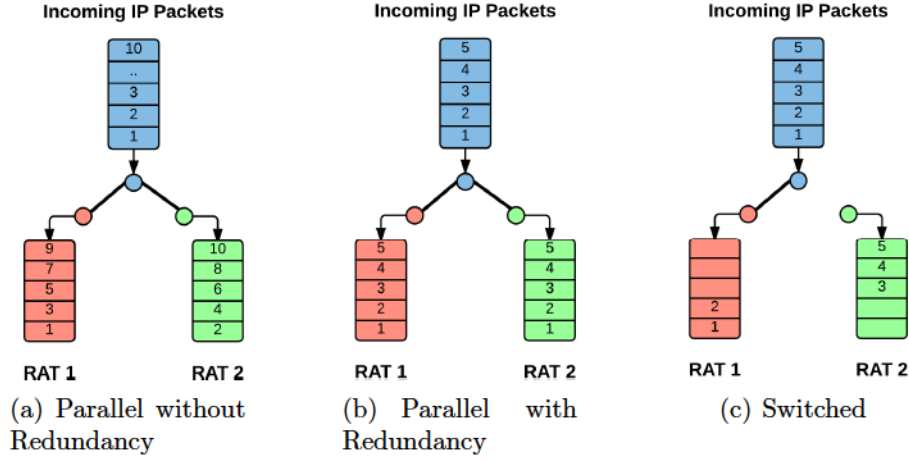 Incoming IP Packets
10
..
3
2
1
9
7
5
3
1
10
8
6
4
2
RAT 1
RAT 2
(a) Parallel without
Redundancy
Incoming IP Packets
5
4
3
2
1
5
4
3
2
1
5
4
3
2
1
RAT 1
RAT 2
(b) Parallel with
Redundancy
Incoming IP Packets
5
4
3
2
1
2
1
5
4
3
RAT 1
RAT 2
(c) Switched